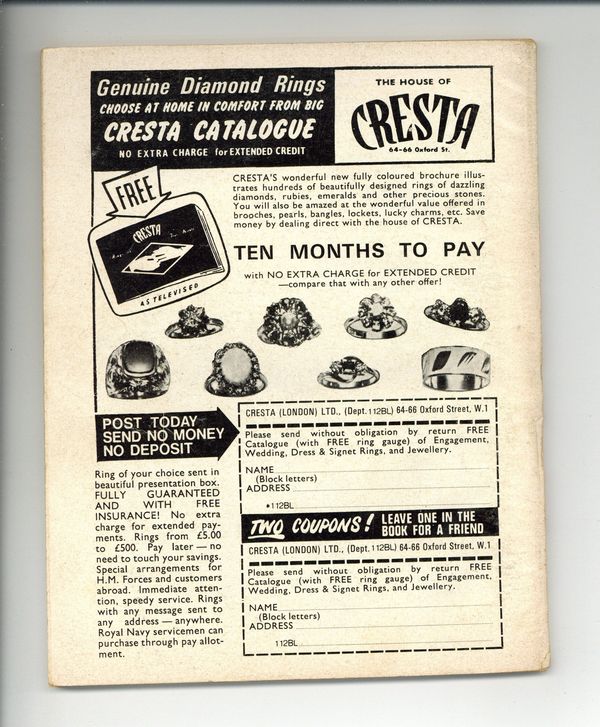 Genuine Diamond Rings
CHOOSE AT HOME IN COMFORT FROM BIG
CRESTA CATALOGUE
NO EXTRA CHARGE for EXTENDED CREDIT
THE HOUSE OF
CRESTA
64-66 Oxford St.
FREE
CRESTA
AS TELEVISED
CRESTA'S wonderful new fully coloured brochure illus-
trates hundreds of beautifully designed rings of dazzling
diamonds, rubies, emeralds and other precious stones.
You will also be amazed at the wonderful value offered in
brooches, pearls, bangles, lockets, lucky charms, etc. Save
money by dealing direct with the house of CRESTA.
TEN MONTHS TO PAY
with NO EXTRA CHARGE for EXTENDED CREDIT
—compare that with any other offer!
POST TODAY
SEND NO MONEY
NO DEPOSIT
Ring of your choice sent in
beautiful presentation box.
FULLY GUARANTEED
AND WITH FREE
INSURANCE! No extra
charge for extended pay-
ments. Rings from £5.00
to £500. Pay later — no
need to touch your savings.
Special arrangements for
H.M. Forces and customers
abroad. Immediate atten-
tion, speedy service. Rings
with any message sent to
any address — anywhere.
Royal Navy servicemen can
purchase through pay allot-
ment.
CRESTA (LONDON) LTD., (Dept. 112BL) 64-66 Oxford Street, W.1
Please send without obligation by return FREE
Catalogue (with FREE ring gauge) of Engagement,
Wedding, Dress & Signet Rings, and Jewellery.
NAME
(Block letters)
ADDRESS
•112BL
TWO COUPONS! LEAVE ONE IN THE
BOOK FOR A FRIEND
CRESTA (LONDON) LTD., (Dept. 112BL) 64-66 Oxford Street, W.1
Please send without obligation by return FREE
Catalogue (with FREE ring gauge) of Engagement,
Wedding, Dress & Signet Rings, and Jewellery.
NAME
(Block letters)
ADDRESS
112BL